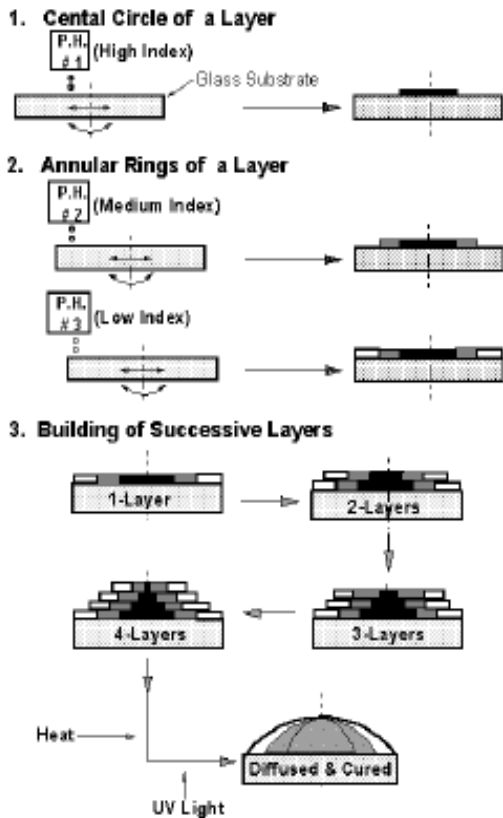 1. Cental Circle of a Layer
P.H. #1
(High Index)
Glass Substrate
2. Annular Rings of a Layer
P.H. #2
(Medium Index)
P.H. #3
(Low Index)
3. Building of Successive Layers
1-Layer
2-Layers
4-Layers
3-Layers
Heat
Diffused & Cured
UV Light